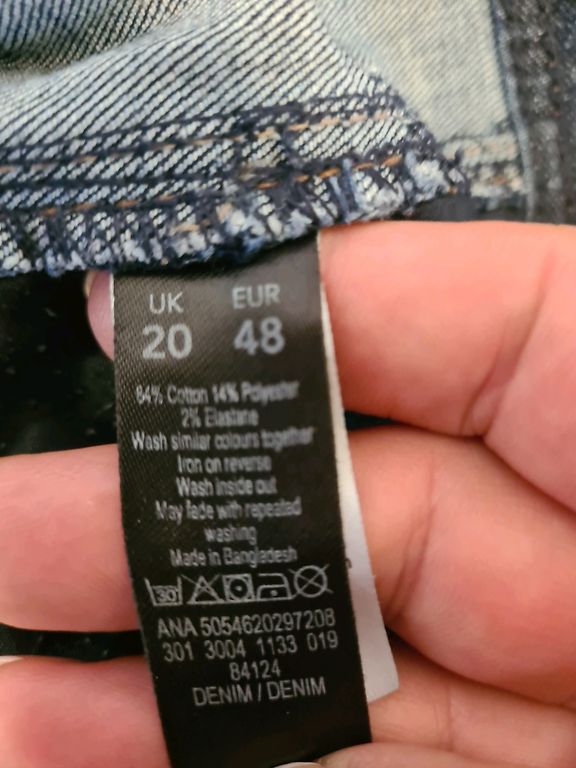 UK EUR
20 48
84% Cotton 14% Polyester
2% Elastane
Wash similar colours together
Iron on reverse
Wash inside out
May fade with repeated
washing
Made in Bangladesh
30
ANA 5054620297208
301 3004 1133 019
84124
DENIM / DENIM